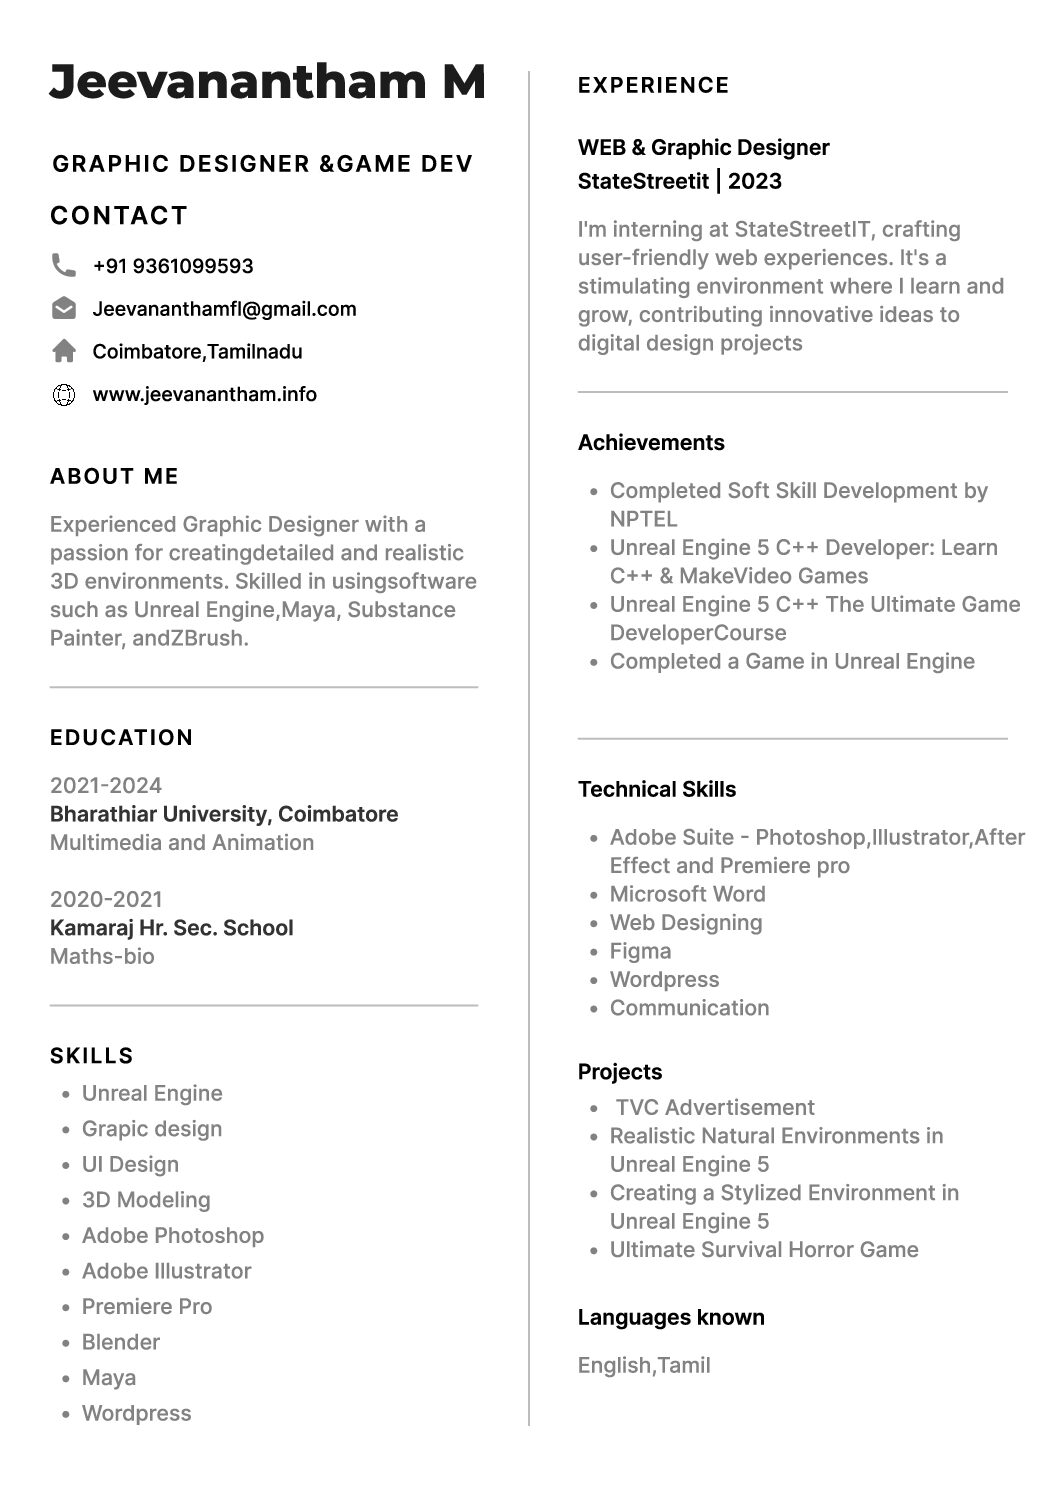 Jeevanantham M
GRAPHIC DESIGNER &GAME DEV
CONTACT
+91 9361099593
Jeevananthamfl@gmail.com
Coimbatore,Tamilnadu
www.jeevanantham.info
ABOUT ME
Experienced Graphic Designer with a
passion for creatingdetailed and realistic
3D environments. Skilled in usingsoftware
such as Unreal Engine,Maya, Substance
Painter, andZBrush.
EDUCATION
2021-2024
Bharathiar University, Coimbatore
Multimedia and Animation
2020-2021
Kamaraj Hr. Sec. School
Maths-bio
SKILLS
• Unreal Engine
• Grapic design
• UI Design
• 3D Modeling
• Adobe Photoshop
• Adobe Illustrator
• Premiere Pro
• Blender
• Maya
• Wordpress
EXPERIENCE
WEB & Graphic Designer
StateStreetit | 2023
I'm interning at StateStreetIT, crafting
user-friendly web experiences. It's a
stimulating environment where I learn and
grow, contributing innovative ideas to
digital design projects
Achievements
• Completed Soft Skill Development by
NPTEL
• Unreal Engine 5 C++ Developer: Learn
C++ & MakeVideo Games
• Unreal Engine 5 C++ The Ultimate Game
DeveloperCourse
• Completed a Game in Unreal Engine
Technical Skills
• Adobe Suite - Photoshop,Illustrator,After
Effect and Premiere pro
• Microsoft Word
• Web Designing
• Figma
• Wordpress
• Communication
Projects
• TVC Advertisement
• Realistic Natural Environments in
Unreal Engine 5
• Creating a Stylized Environment in
Unreal Engine 5
• Ultimate Survival Horror Game
Languages known
English,Tamil